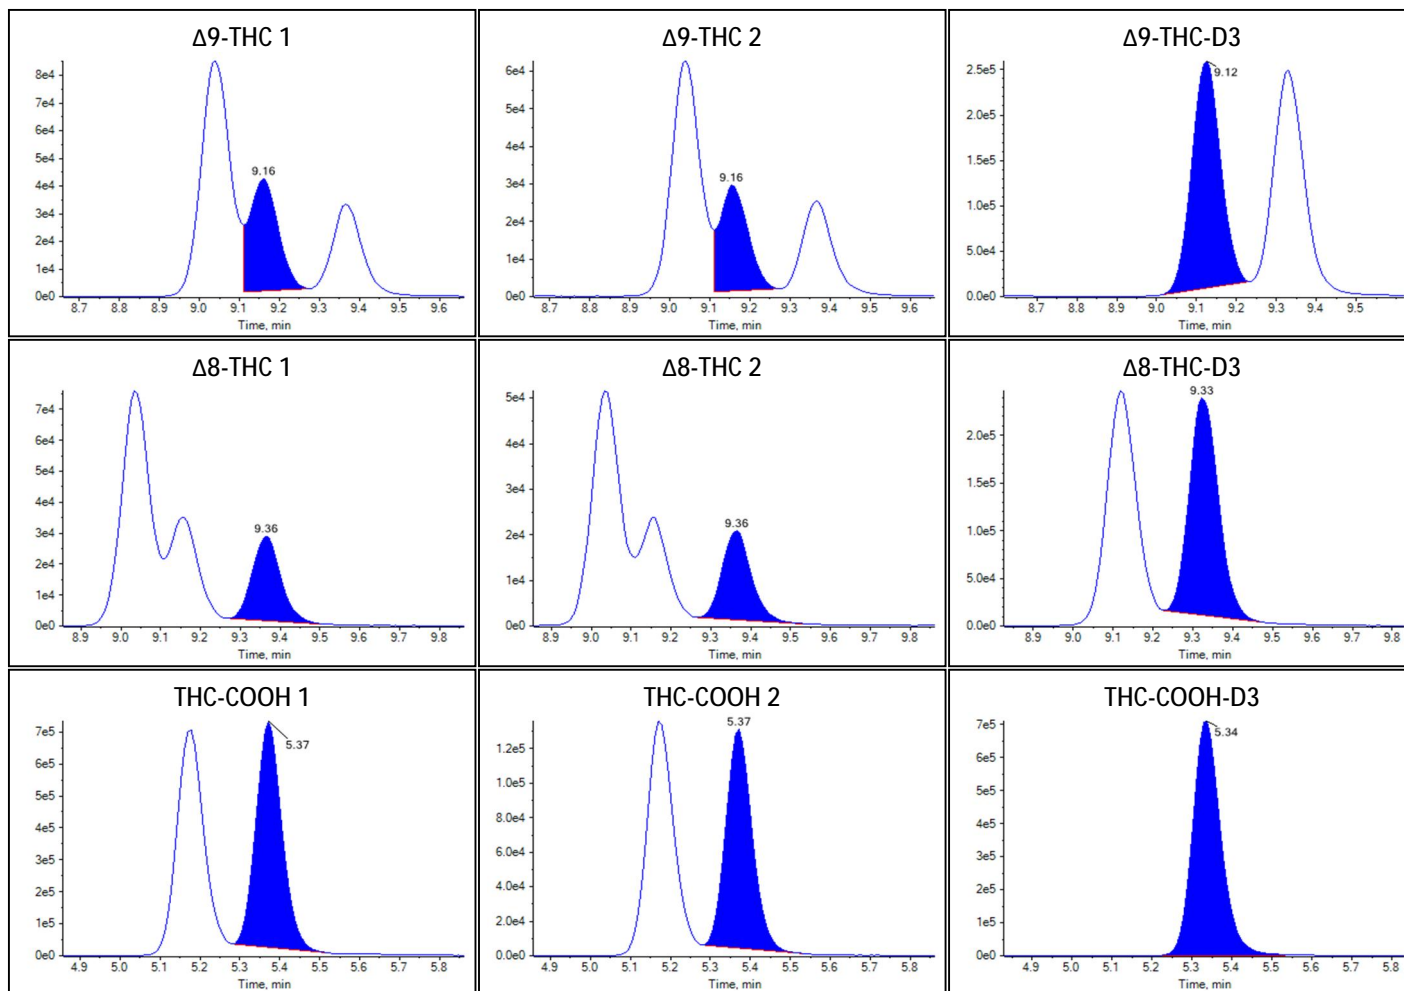 Δ9-THC 1
8e4
7e4
6e4
5e4
4e4
3e4
2e4
1e4
0e0
9.16
8.7 8.8 8.9 9.0 9.1 9.2 9.3 9.4 9.5 9.6
Time, min
Δ9-THC 2
6e4
5e4
4e4
3e4
2e4
1e4
0e0
9.16
8.7 8.8 8.9 9.0 9.1 9.2 9.3 9.4 9.5 9.6
Time, min
Δ9-THC-D3
2.5e5
2.0e5
1.5e5
1.0e5
5.0e4
0.0e0
9.12
8.7 8.8 8.9 9.0 9.1 9.2 9.3 9.4 9.5
Time, min
Δ8-THC 1
7e4
6e4
5e4
4e4
3e4
2e4
1e4
0e0
9.36
8.9 9.0 9.1 9.2 9.3 9.4 9.5 9.6 9.7 9.8
Time, min
Δ8-THC 2
5e4
4e4
3e4
2e4
1e4
0e0
9.36
8.9 9.0 9.1 9.2 9.3 9.4 9.5 9.6 9.7 9.8
Time, min
Δ8-THC-D3
2.0e5
1.5e5
1.0e5
5.0e4
0.0e0
9.33
8.9 9.0 9.1 9.2 9.3 9.4 9.5 9.6 9.7 9.8
Time, min
THC-COOH 1
7e5
6e5
5e5
4e5
3e5
2e5
1e5
0e0
5.37
4.9 5.0 5.1 5.2 5.3 5.4 5.5 5.6 5.7 5.8
Time, min
THC-COOH 2
1.2e5
1.0e5
8.0e4
6.0e4
4.0e4
2.0e4
0.0e0
5.37
4.9 5.0 5.1 5.2 5.3 5.4 5.5 5.6 5.7 5.8
Time, min
THC-COOH-D3
7e5
6e5
5e5
4e5
3e5
2e5
1e5
0e0
5.34
4.9 5.0 5.1 5.2 5.3 5.4 5.5 5.6 5.7 5.8
Time, min